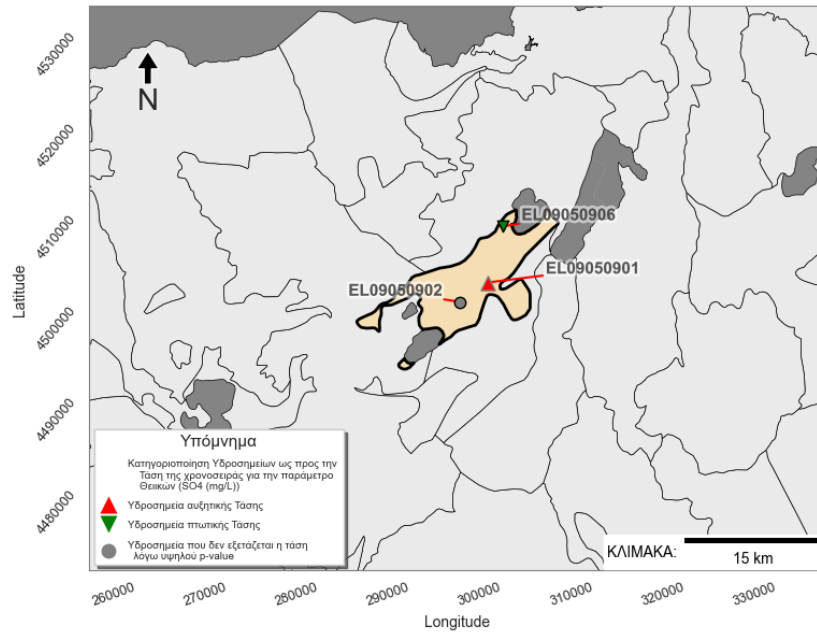 4530000
4520000
4510000
4500000
4490000
4480000
Latitude
N
EL09050906
EL09050901
EL09050902
Υπόμνημα
Κατηγοριοποίηση Υδροσημείων ως προς την
Τάση της χρονοσειράς για την παράμετρο
Θειικών (SO4 (mg/L))
Υδροσημεία αυξητικής Τάσης
Υδροσημεία πτωτικής Τάσης
Υδροσημεία που δεν εξετάζεται η τάση
λόγω υψηλού p-value
ΚΛΙΜΑΚΑ:
15 km
260000 270000 280000 290000 300000 310000 320000 330000
Longitude